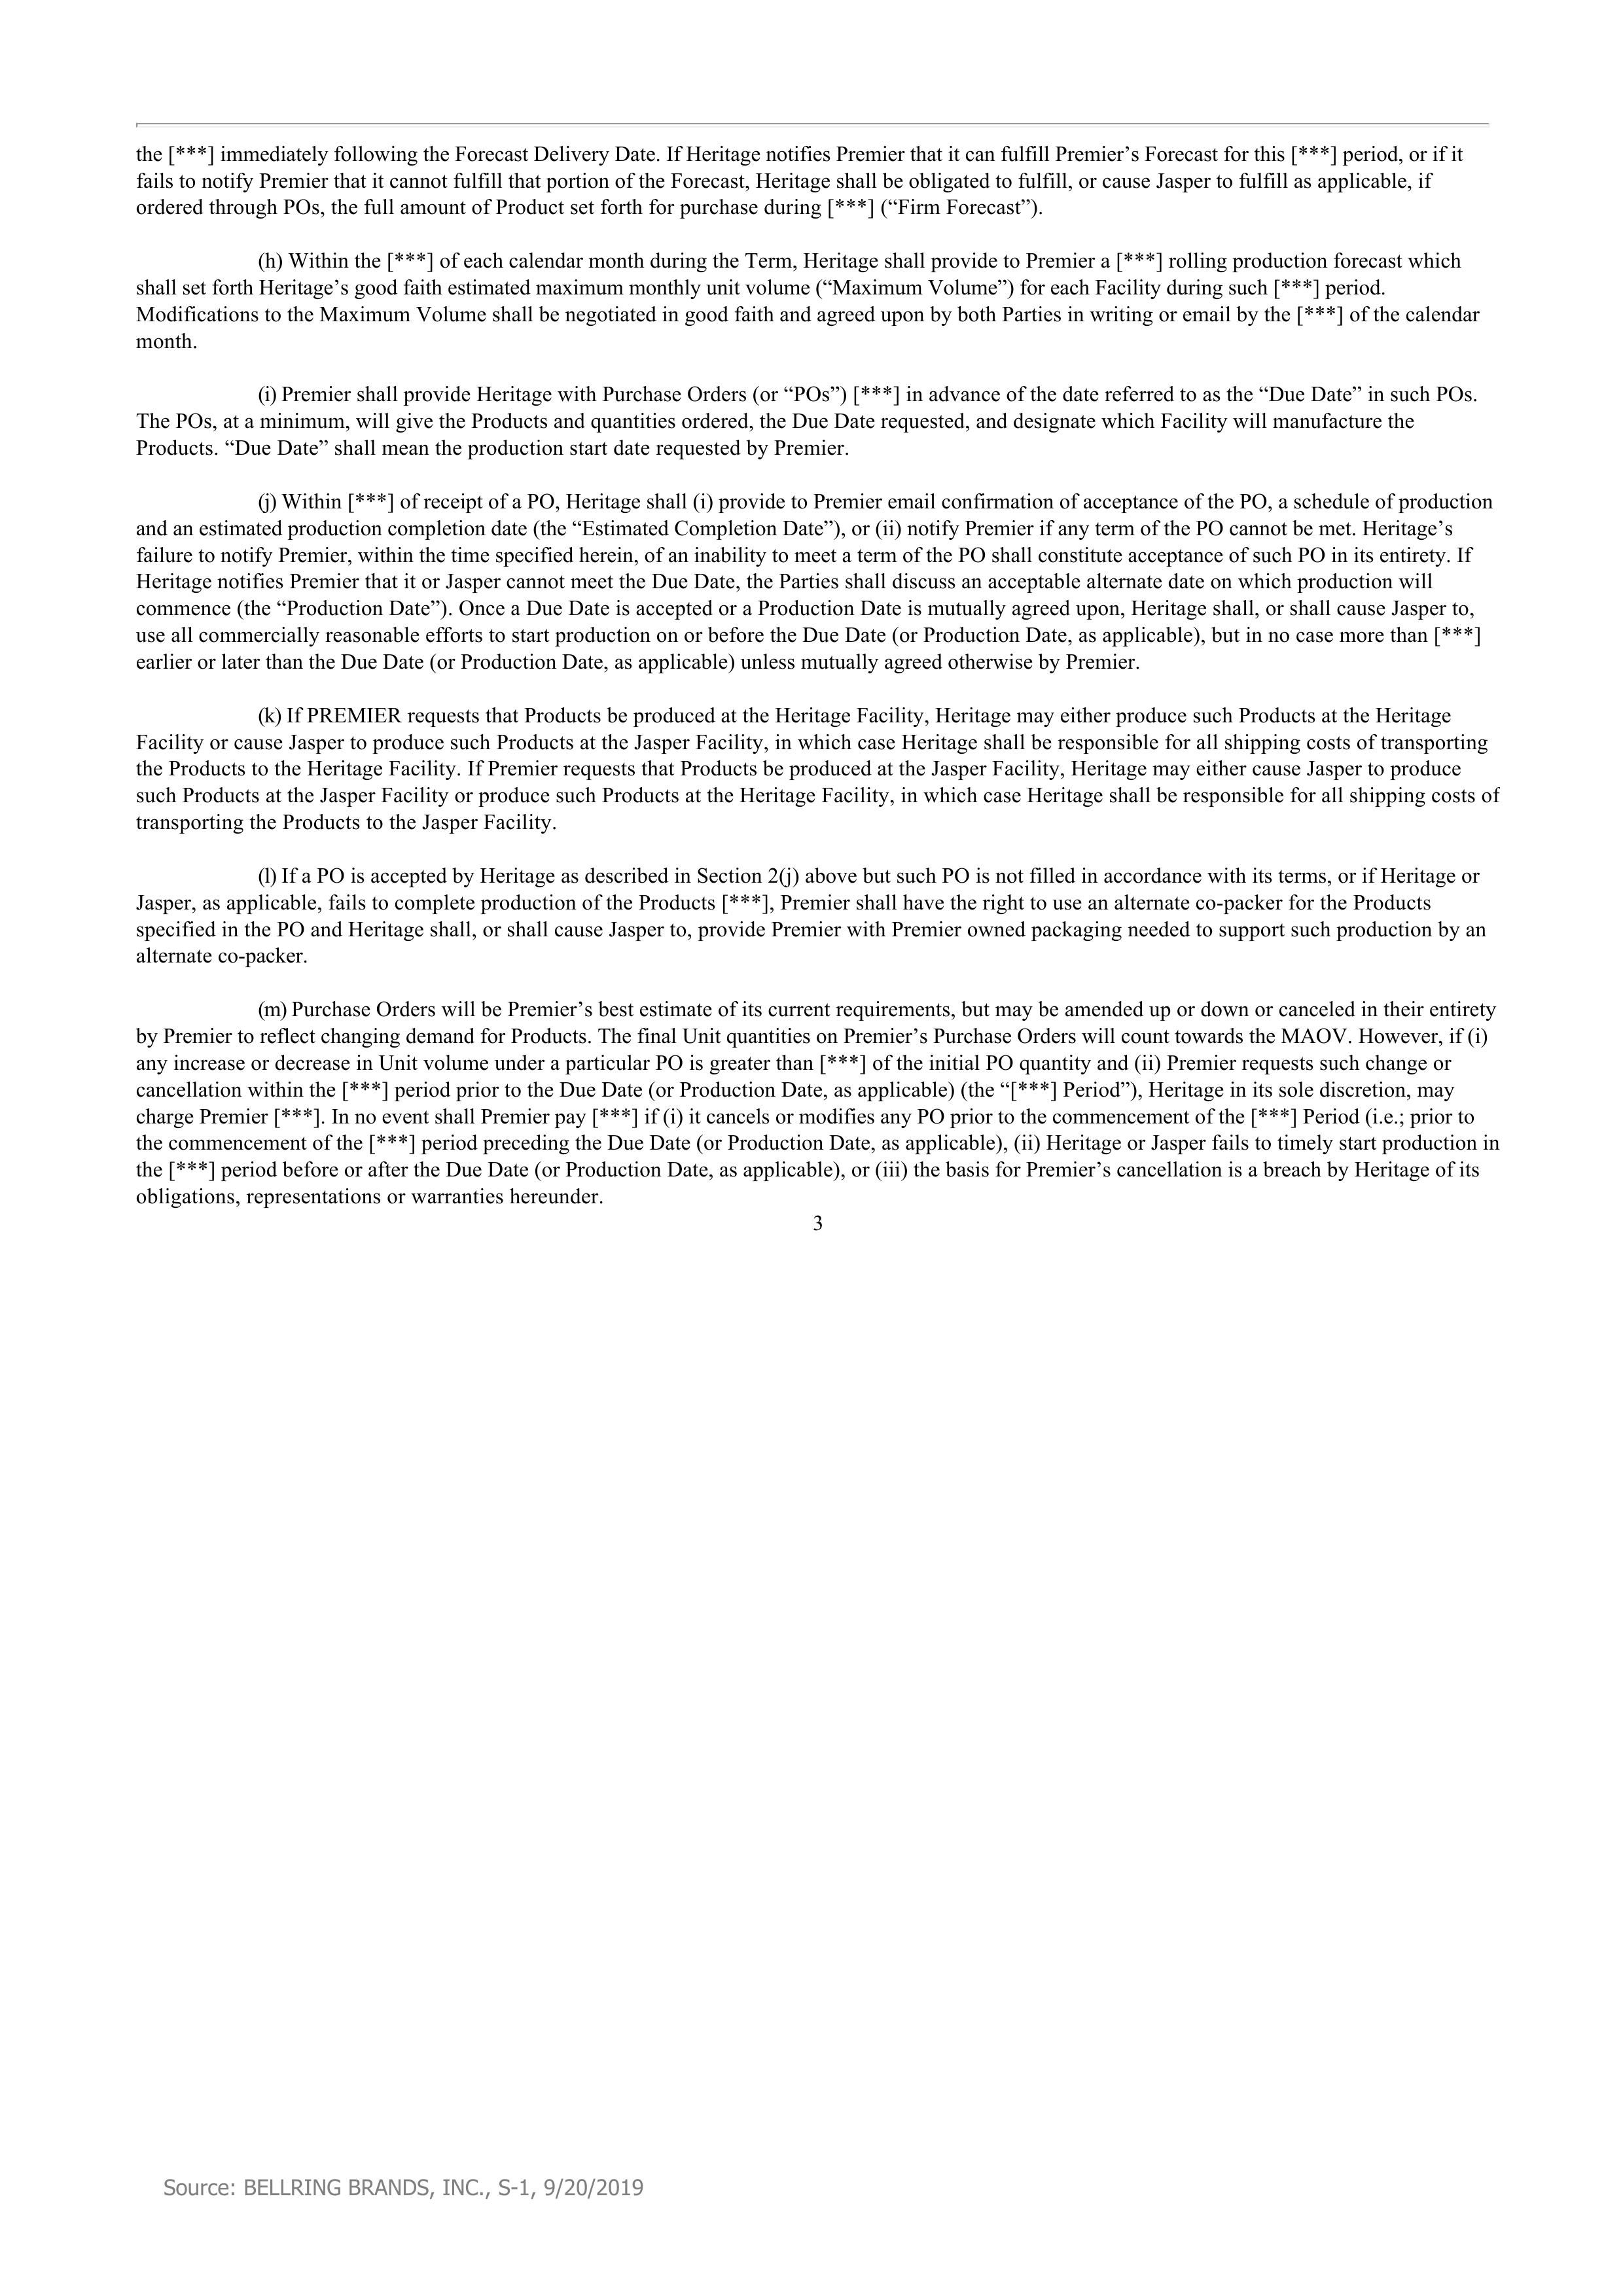 the [***] immediately following the Forecast Delivery Date. If Heritage notifies Premier that it can fulfill Premier’s Forecast for this [***] period, or if it
fails to notify Premier that it cannot fulfill that portion of the Forecast, Heritage shall be obligated to fulfill, or cause Jasper to fulfill as applicable, if
ordered through POs, the full amount of Product set forth for purchase during [***] (“Firm Forecast”).
(h) Within the [***] of each calendar month during the Term, Heritage shall provide to Premier a [***] rolling production forecast which
shall set forth Heritage’s good faith estimated maximum monthly unit volume (“Maximum Volume”) for each Facility during such [***] period.
Modifications to the Maximum Volume shall be negotiated in good faith and agreed upon by both Parties in writing or email by the [***] of the calendar
month.
(i) Premier shall provide Heritage with Purchase Orders (or “POs”) [***] in advance of the date referred to as the “Due Date” in such POs.
The POs, at a minimum, will give the Products and quantities ordered, the Due Date requested, and designate which Facility will manufacture the
Products. “Due Date” shall mean the production start date requested by Premier.
(j) Within [***] of receipt of a PO, Heritage shall (i) provide to Premier email confirmation of acceptance of the PO, a schedule of production
and an estimated production completion date (the “Estimated Completion Date”), or (ii) notify Premier if any term of the PO cannot be met. Heritage’s
failure to notify Premier, within the time specified herein, of an inability to meet a term of the PO shall constitute acceptance of such PO in its entirety. If
Heritage notifies Premier that it or Jasper cannot meet the Due Date, the Parties shall discuss an acceptable alternate date on which production will
commence (the “Production Date”). Once a Due Date is accepted or a Production Date is mutually agreed upon, Heritage shall, or shall cause Jasper to,
use all commercially reasonable efforts to start production on or before the Due Date (or Production Date, as applicable), but in no case more than [***]
earlier or later than the Due Date (or Production Date, as applicable) unless mutually agreed otherwise by Premier.
(k) If PREMIER requests that Products be produced at the Heritage Facility, Heritage may either produce such Products at the Heritage
Facility or cause Jasper to produce such Products at the Jasper Facility, in which case Heritage shall be responsible for all shipping costs of transporting
the Products to the Heritage Facility. If Premier requests that Products be produced at the Jasper Facility, Heritage may either cause Jasper to produce
such Products at the Jasper Facility or produce such Products at the Heritage Facility, in which case Heritage shall be responsible for all shipping costs of
transporting the Products to the Jasper Facility.
(l) If a PO is accepted by Heritage as described in Section 2(j) above but such PO is not filled in accordance with its terms, or if Heritage or
Jasper, as applicable, fails to complete production of the Products [***], Premier shall have the right to use an alternate co-packer for the Products
specified in the PO and Heritage shall, or shall cause Jasper to, provide Premier with Premier owned packaging needed to support such production by an
alternate co-packer.
(m) Purchase Orders will be Premier’s best estimate of its current requirements, but may be amended up or down or canceled in their entirety
by Premier to reflect changing demand for Products. The final Unit quantities on Premier’s Purchase Orders will count towards the MAOV. However, if (i)
any increase or decrease in Unit volume under a particular PO is greater than [***] of the initial PO quantity and (ii) Premier requests such change or
cancellation within the [***] period prior to the Due Date (or Production Date, as applicable) (the “[***] Period”), Heritage in its sole discretion, may
charge Premier [***]. In no event shall Premier pay [***] if (i) it cancels or modifies any PO prior to the commencement of the [***] Period (i.e.; prior to
the commencement of the [***] period preceding the Due Date (or Production Date, as applicable), (ii) Heritage or Jasper fails to timely start production in
the [***] period before or after the Due Date (or Production Date, as applicable), or (iii) the basis for Premier’s cancellation is a breach by Heritage of its
obligations, representations or warranties hereunder.
3
Source: BELLRING BRANDS, INC., S-1, 9/20/2019